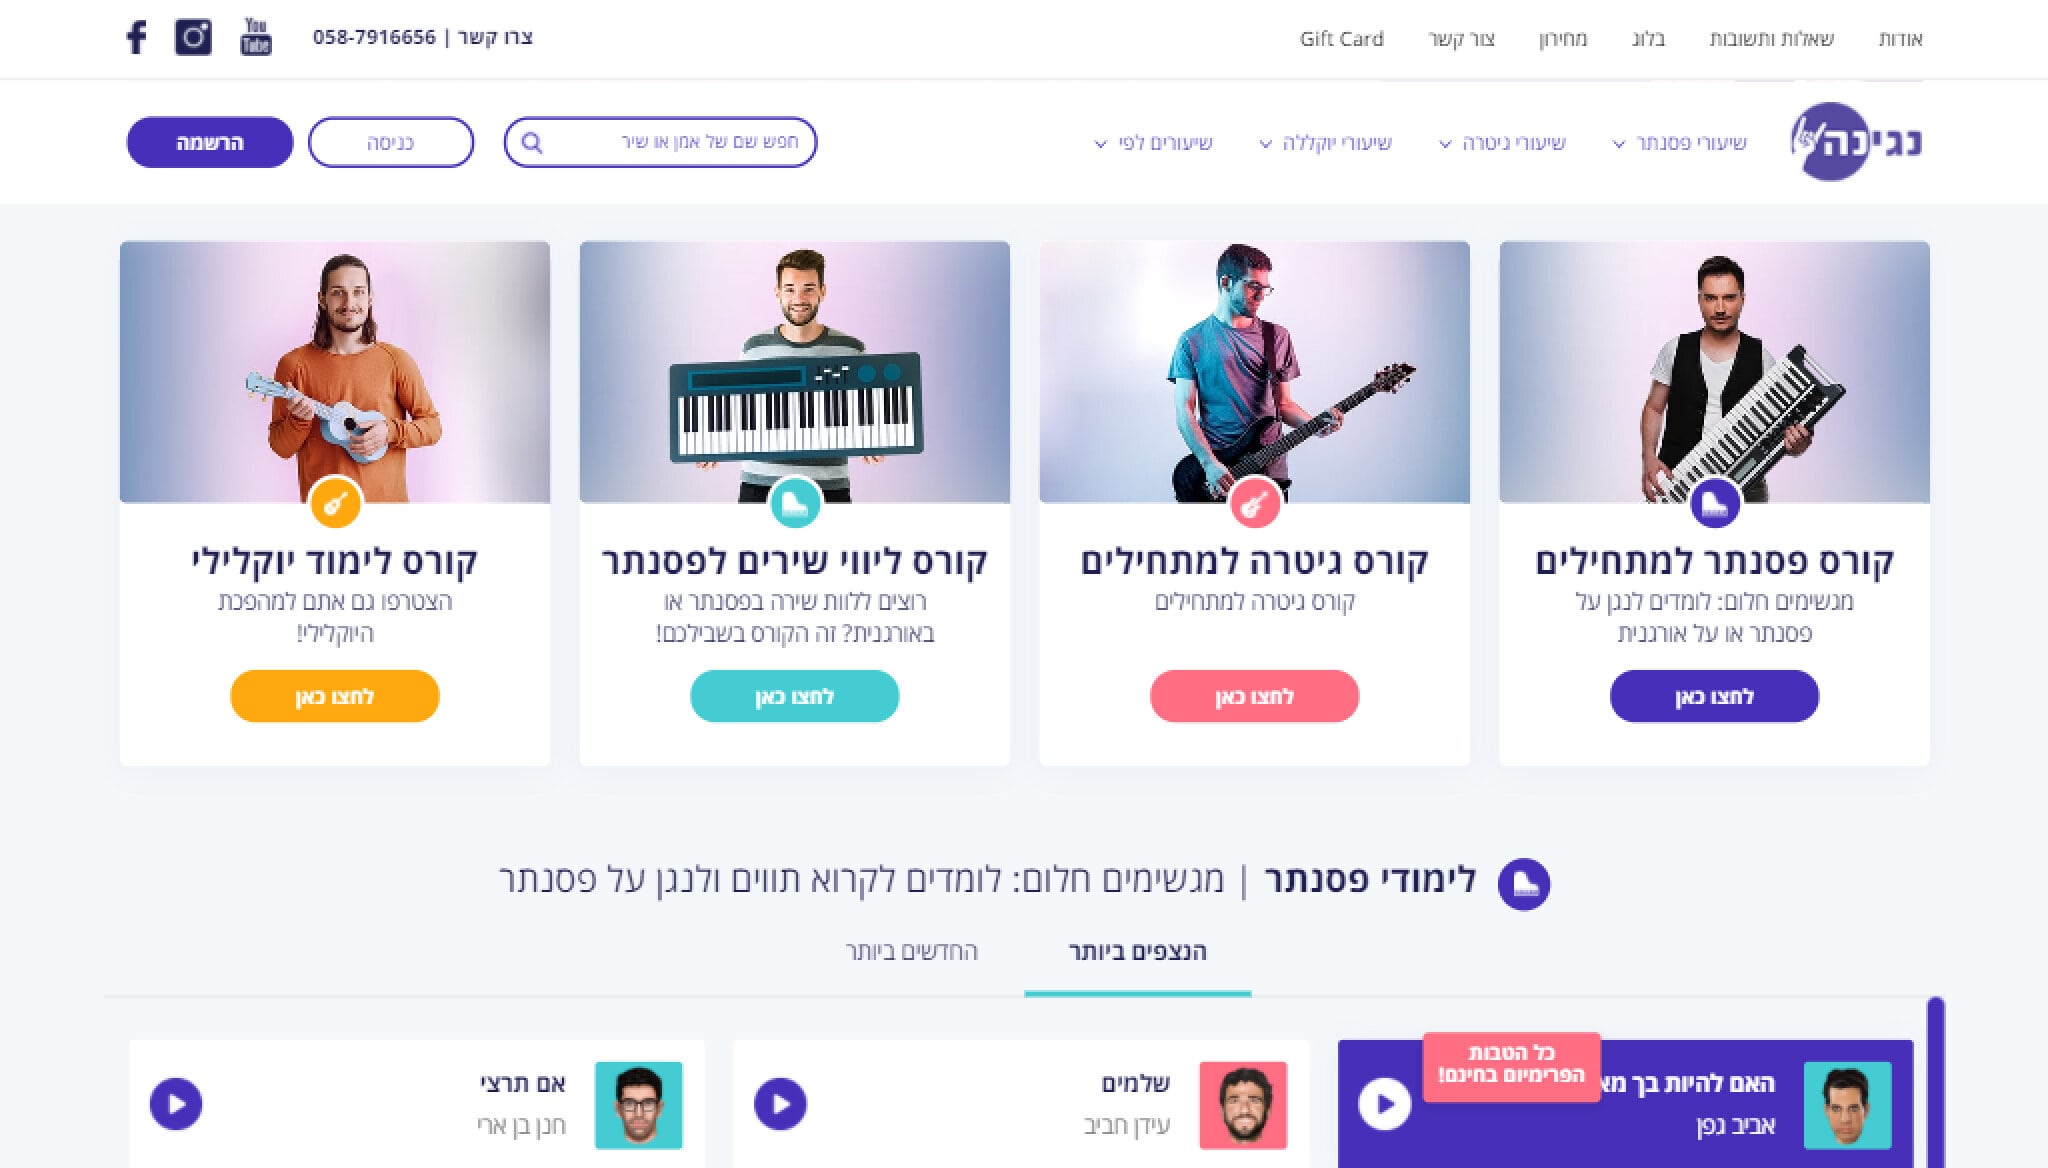 אודות
שאלות ותשובות
בלוג
מחירון
צור קשר
Gift Card
צרו קשר | 058-7916656
You
Tube
נגינה
שיעורי פסנתר
שיעורי גיטרה
שיעורי יוקללה
שיעורים לפי
חפש שם של אמן או שיר
כניסה
הרשמה
קורס פסנתר למתחילים
מגשימים חלום: לומדים לנגן על
פסנתר או על אורגנית
לחצו כאן
קורס גיטרה למתחילים
קורס גיטרה למתחילים
לחצו כאן
קורס ליווי שירים לפסנתר
רוצים ללוות שירה בפסנתר או
באורגנית? זה הקורס בשבילכם!
לחצו כאן
קורס לימוד יוקלילי
הצטרפו גם אתם למהפכת
היוקלילי!
לחצו כאן
לימודי פסנתר | מגשימים חלום: לומדים לקרוא תווים ולנגן על פסנתר
הנצפים ביותר
החדשים ביותר
האם להיות בך מא
אביב גפן
כל הטבות
הפרימיום בחינם!
שלמים
עידן חביב
אם תרצי
חנן בן ארי